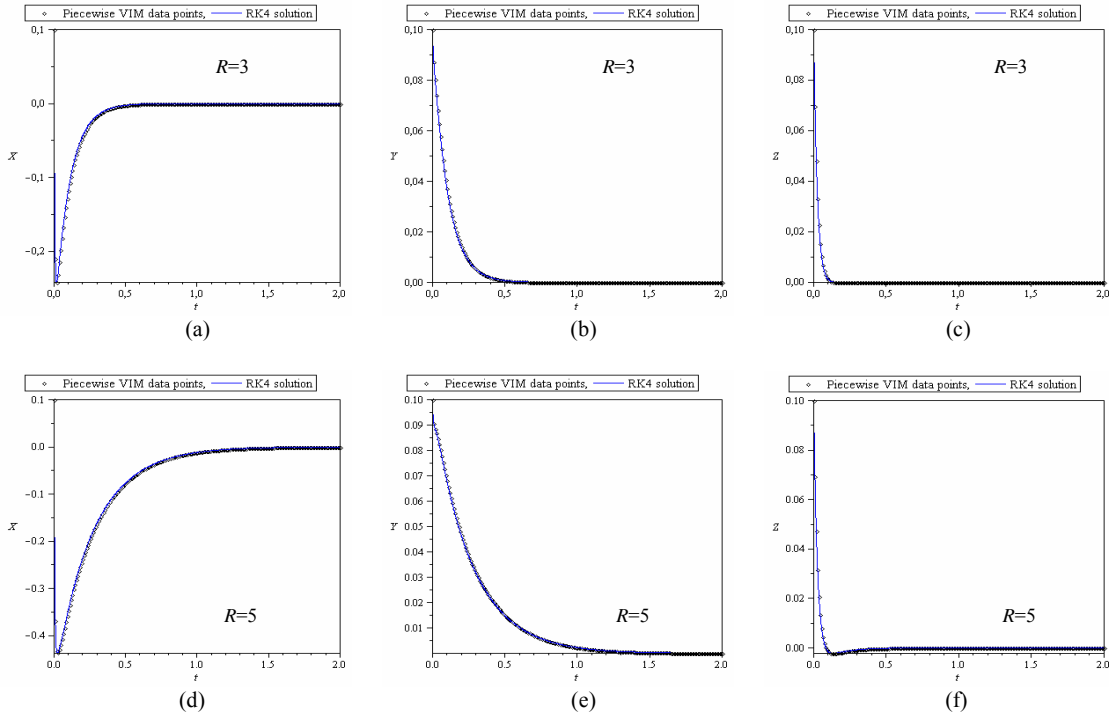 Piecewise VIM data points, RK4 solution
Piecewise VIM data points, RK4 solution
Piecewise VIM data points, RK4 solution
0,1
0,0
X
−0,1
−0,2
R=3
0,0 0,5 1,0 1,5 2,0
t
(a)
0,10
0,08
0,06
Y
0,04
0,02
0,00
R=3
0,0 0,5 1,0 1,5 2,0
t
(b)
0,10
0,08
0,06
Z
0,04
0,02
0,00
R=3
0,0 0,5 1,0 1,5 2,0
t
(c)
Piecewise VIM data points, RK4 solution
Piecewise VIM data points, RK4 solution
Piecewise VIM data points, RK4 solution
0.1
0.0
−0.1
X
−0.2
−0.3
−0.4
R=5
0.0 0.5 1.0 1.5 2.0
t
(d)
0.10
0.09
0.08
0.07
0.06
Y
0.05
0.04
0.03
0.02
0.01
R=5
0.0 0.5 1.0 1.5 2.0
t
(e)
0.10
0.08
0.06
Z
0.04
0.02
0.00
R=5
0.0 0.5 1.0 1.5 2.0
t
(f)